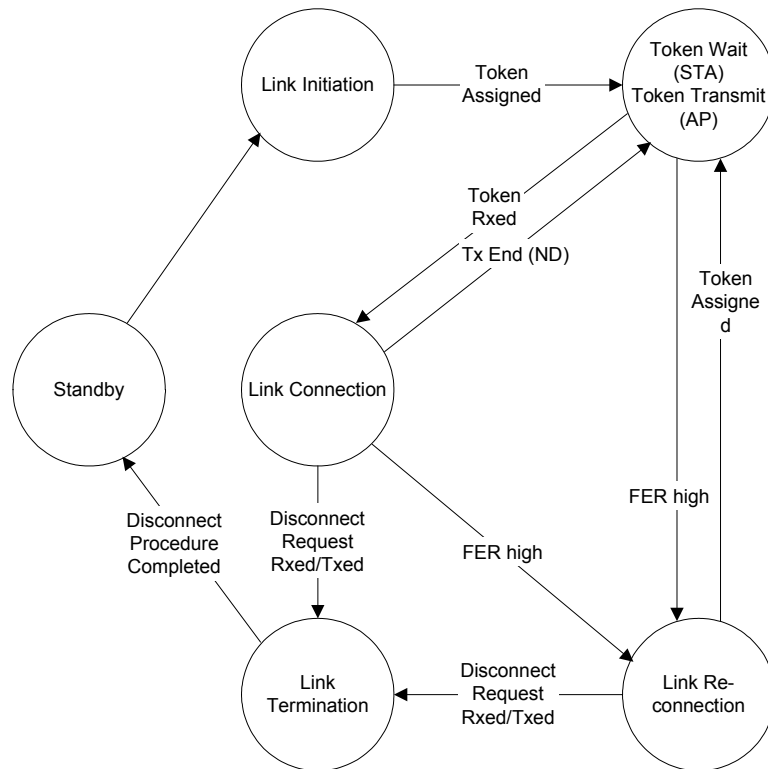 Link Initiation
Token
Assigned
Token Wait
(STA)
Token Transmit
(AP)
Token
Rxed
Tx End (ND)
Token
Assigne
d
Standby
Link Connection
FER high
Disconnect
Procedure
Completed
Disconnect
Request
Rxed/Txed
FER high
Link
Termination
Disconnect
Request
Rxed/Txed
Link Re-
connection